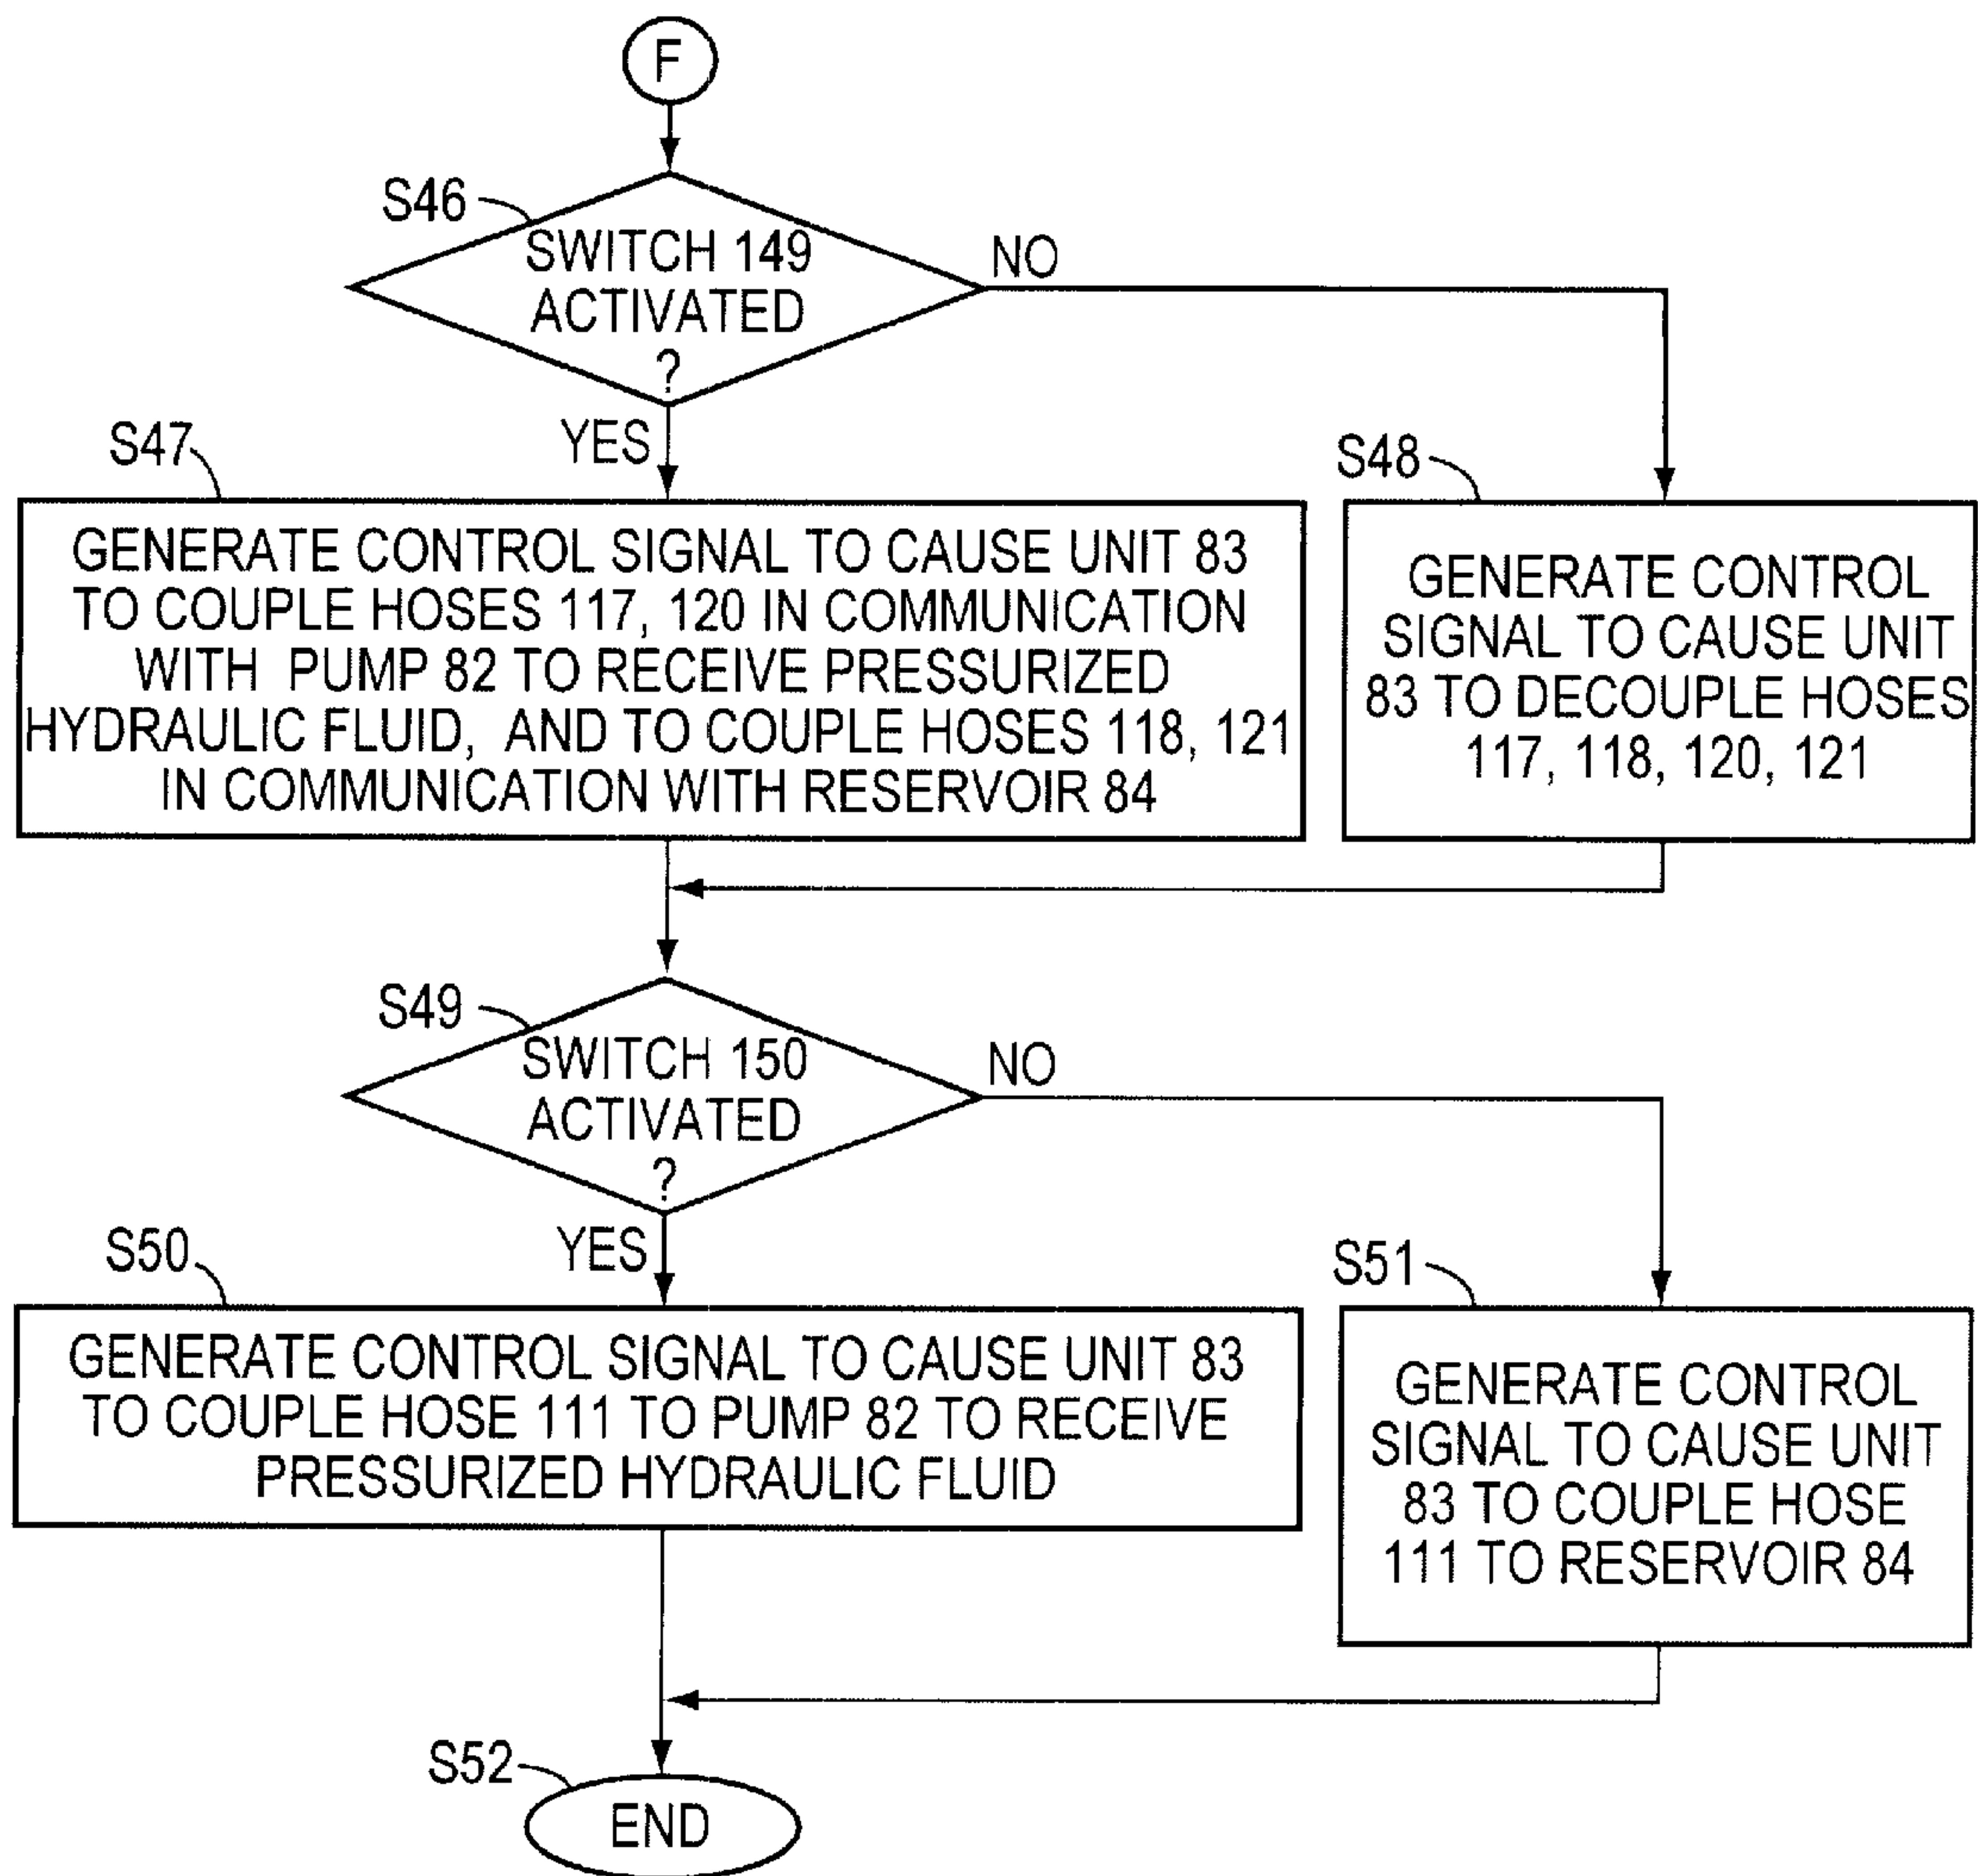 F
S46
SWITCH 149
ACTIVATED
?
NO
YES
S47
GENERATE CONTROL SIGNAL TO CAUSE UNIT 83
TO COUPLE HOSES 117, 120 IN COMMUNICATION
WITH PUMP 82 TO RECEIVE PRESSURIZED
HYDRAULIC FLUID, AND TO COUPLE HOSES 118, 121
IN COMMUNICATION WITH RESERVOIR 84
S48
GENERATE CONTROL
SIGNAL TO CAUSE UNIT
83 TO DECOUPLE HOSES
117, 118, 120, 121
S49
SWITCH 150
ACTIVATED
?
NO
YES
S50
GENERATE CONTROL SIGNAL TO CAUSE UNIT 83
TO COUPLE HOSE 111 TO PUMP 82 TO RECEIVE
PRESSURIZED HYDRAULIC FLUID
S51
GENERATE CONTROL
SIGNAL TO CAUSE UNIT
83 TO COUPLE HOSE
111 TO RESERVOIR 84
S52
END